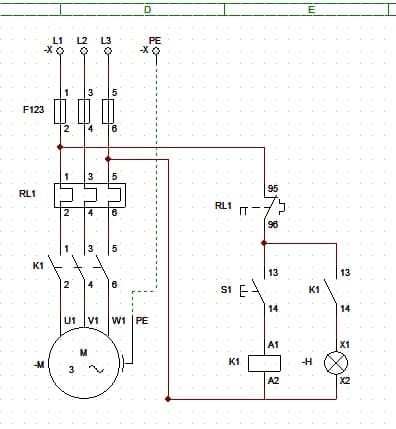 D E
L1 L2 L3 PE
-X -X
1 3 5
F123
2 4 6
1 3 5
RL1
2 4 6
95
RL1
96
1 3 5
K1
2 4 6
13 13
S1 K1
14 14
U1 V1 W1 PE
M
-M
3
A1 X1
K1 -H
A2 X2